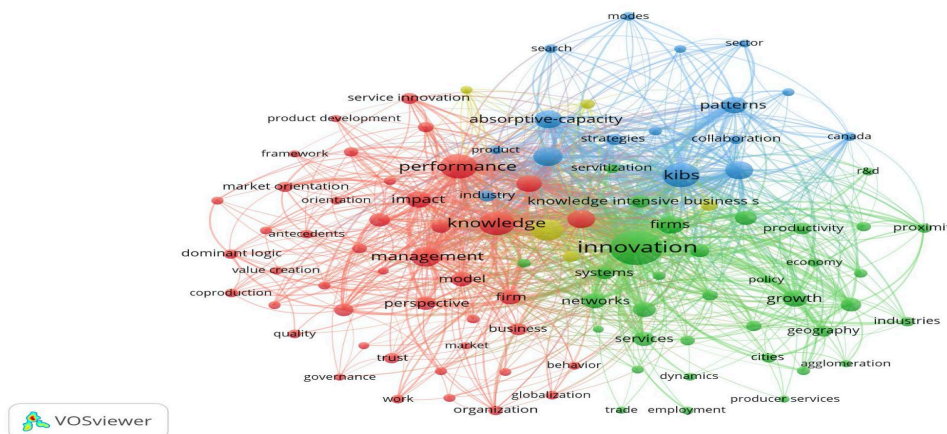 modes
sector
search
service innovation
patterns
product development
absorptive-capacity
strategies
collaboration
canada
framework
product
performance
servitization
r&d
kibs
market orientation
industry
orientation
impact
knowledge intensive business s
knowledge
firms
productivity
proximi
antecedents
innovation
dominant logic
management
economy
value creation
systems
model
policy
coproduction
perspective
firm
networks
growth
industries
business
geography
quality
services
market
trust
cities
agglomeration
behavior
governance
dynamics
work
globalization
producer services
organization
trade
employment
VOSviewer